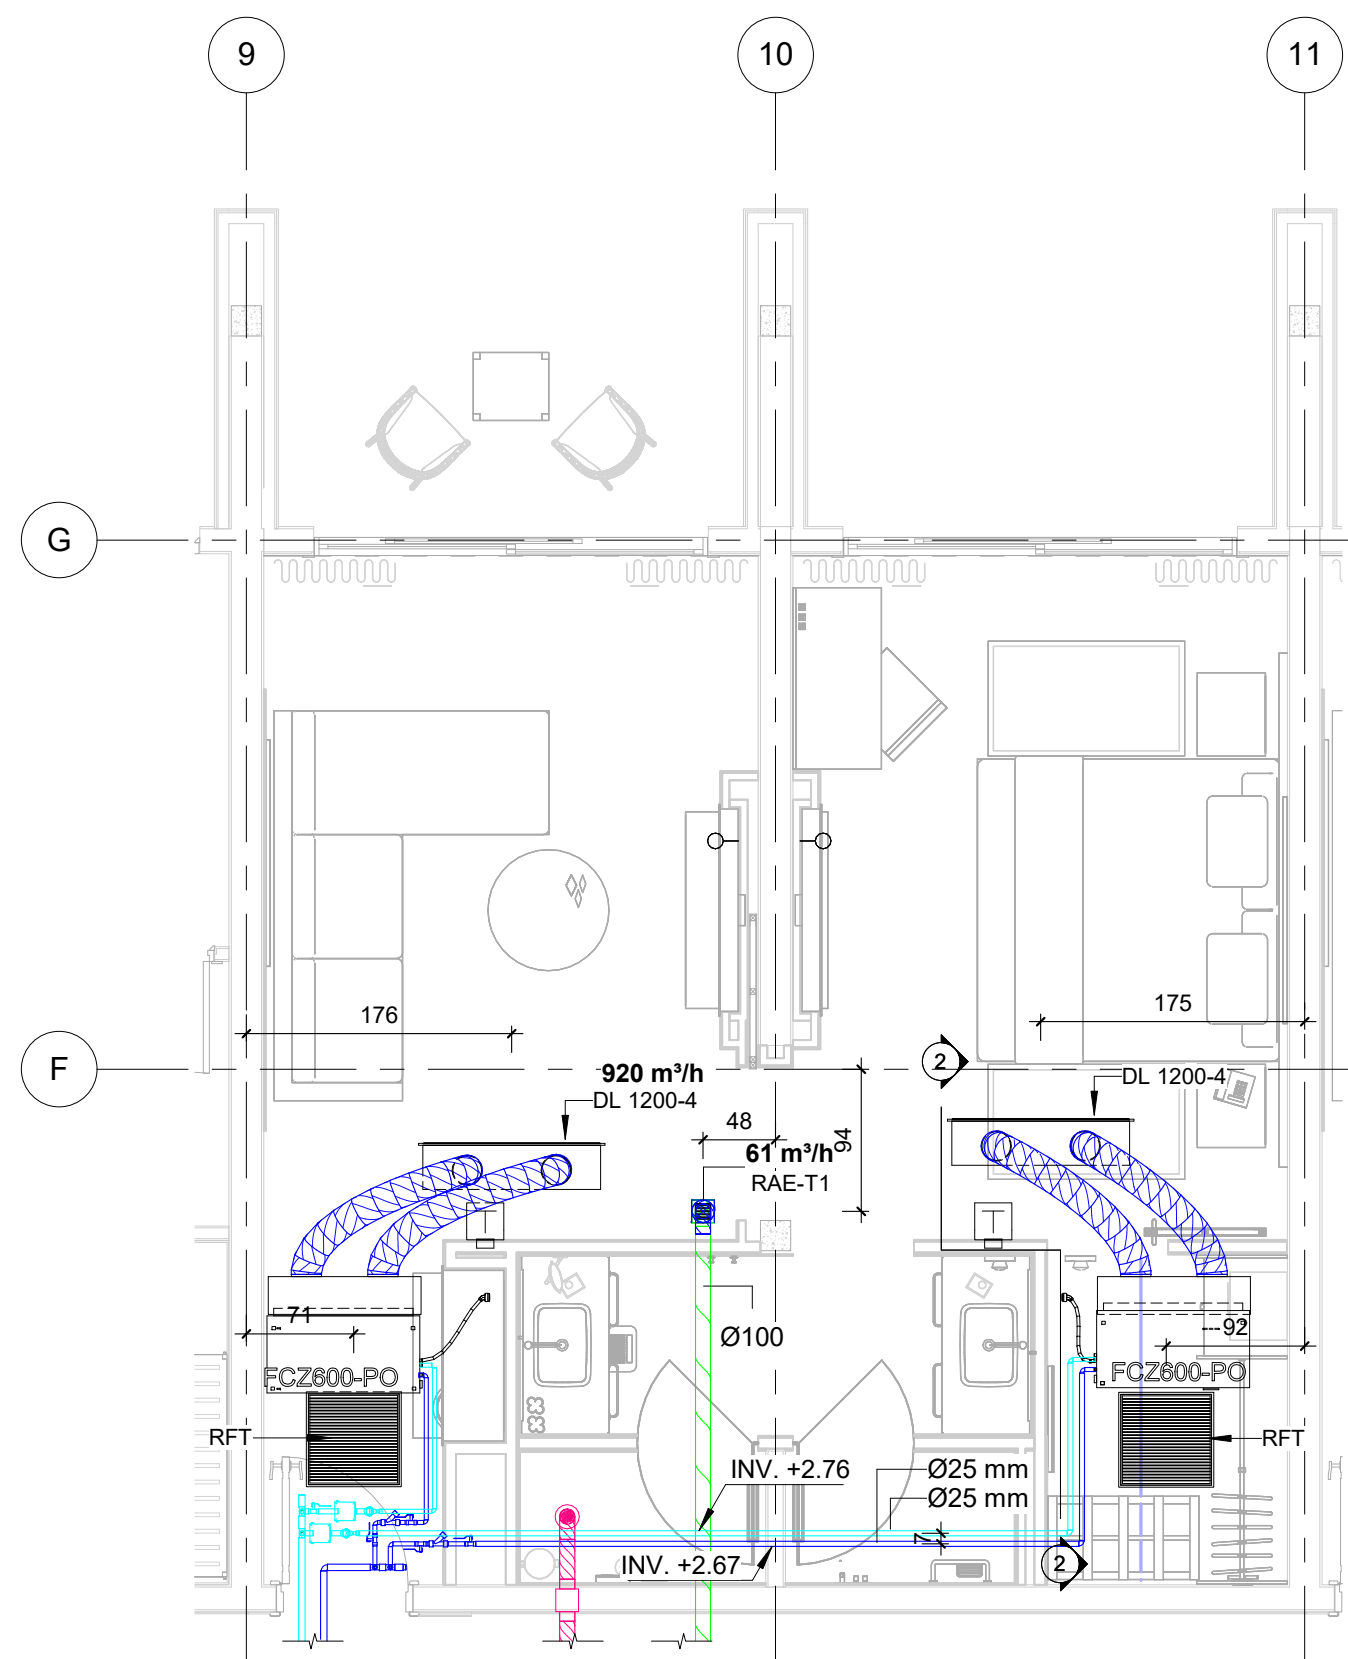 9
10
11
G
176
175
F
2
920 m³/h
DL 1200-4
DL 1200-4
48
94
61 m³/h
RAE-T1
T
T
71
Ø100
92
FCZ600-PO
FCZ600-PO
RFT
RFT
INV. +2.76
Ø25 mm
Ø25 mm
7
INV. +2.67
2